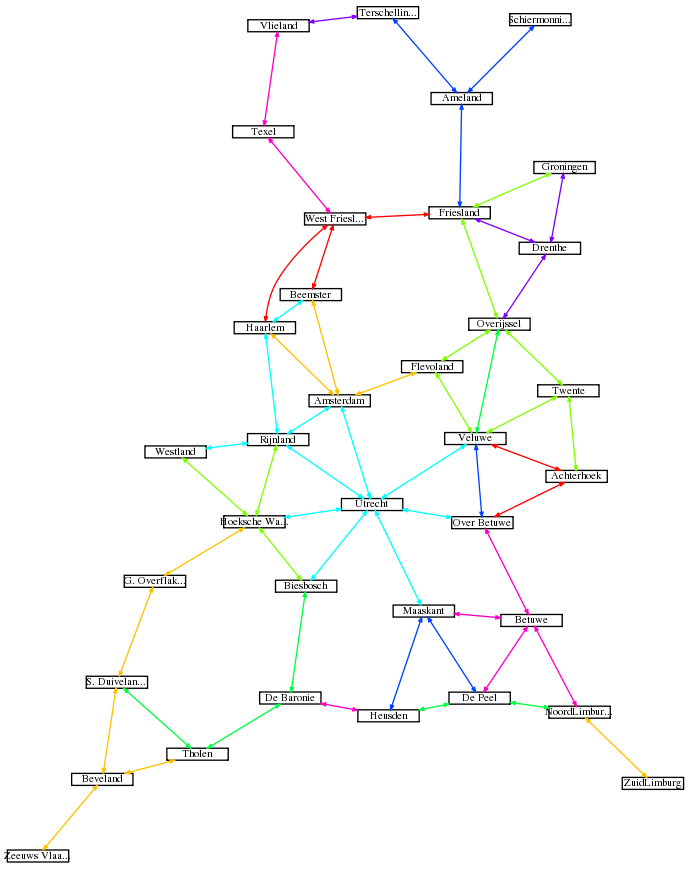 Terschellin...
Schiermonni...
Vlieland
Ameland
Texel
Groningen
Friesland
West Friesl...
Drenthe
Beemster
Overijssel
Haarlem
Flevoland
Twente
Amsterdam
Veluwe
Rijnland
Westland
Achterhoek
Utrecht
Hoeksche Wa...
Over Betuwe
G. Overflak...
Biesbosch
Maaskant
Betuwe
S. Duivelan...
De Baronie
De Peel
NoordLimbur...
Heusden
Tholen
Beveland
ZuidLimburg
Zeeuws Vlaa...